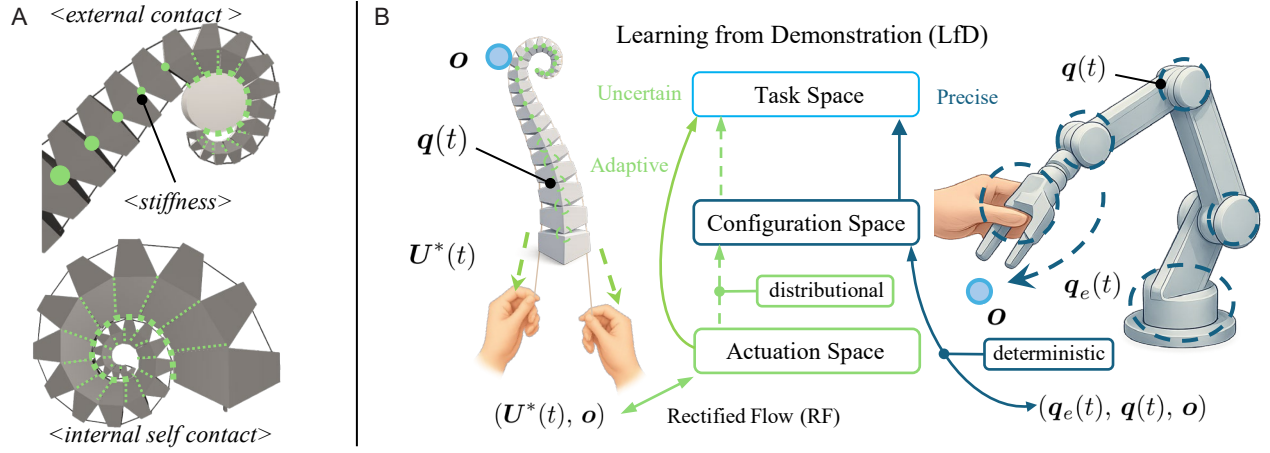 A
<external contact >
<stiffness>
<internal self contact>
B
Learning from Demonstration (LfD)
o
q(t)
U*(t)
(U*(t), o)
Uncertain
Adaptive
Task Space
Precise
Configuration Space
distributional
Actuation Space
Rectified Flow (RF)
q(t)
q_e(t)
o
deterministic
(q_e(t), q(t), o)